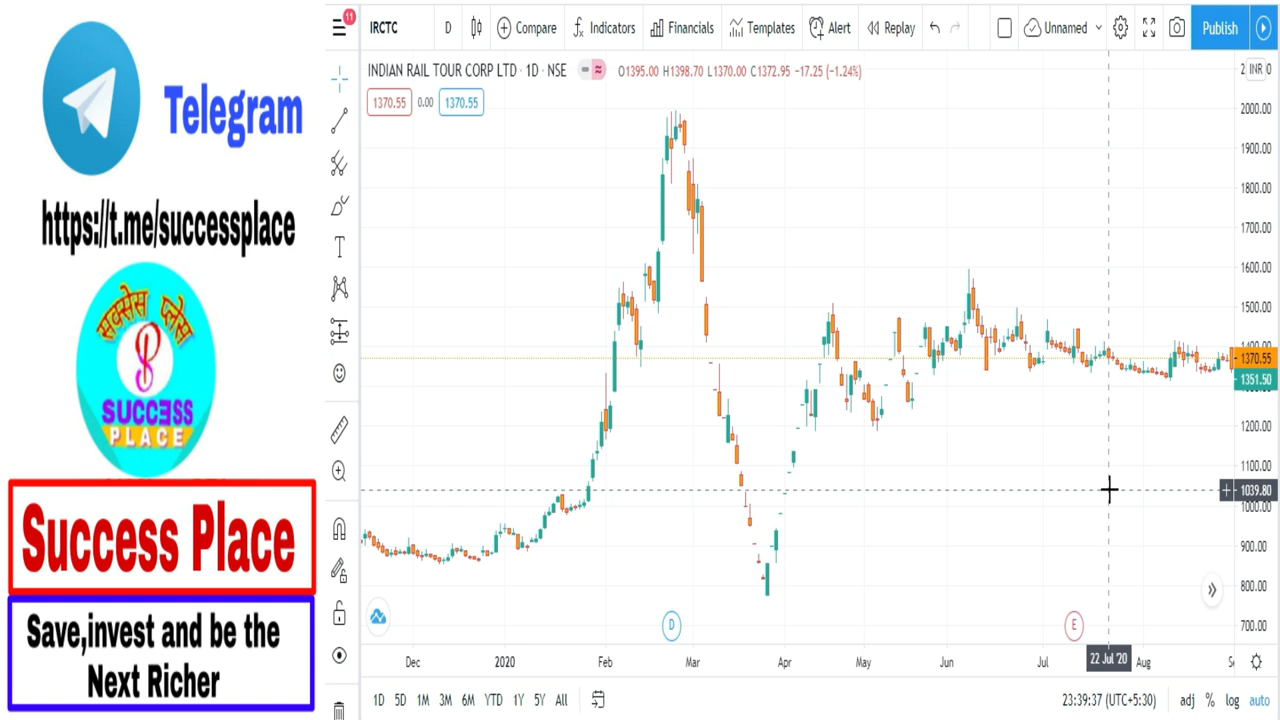 Telegram
https://t.me/successplace
सक्सेस प्लेस
SUCCESS
PLACE
Success Place
Save,invest and be the
Next Richer
11
IRCTC
D
Compare
Indicators
Financials
Templates
Alert
Replay
Unnamed
Publish
INDIAN RAIL TOUR CORP LTD · 1D · NSE
O1395.00 H1398.70 L1370.00 C1372.95 −17.25 (−1.24%)
1370.55
0.00
1370.55
INR
2000.00
1900.00
1800.00
1700.00
1600.00
1500.00
1370.55
1351.50
1200.00
1100.00
1039.80
1000.00
900.00
800.00
700.00
D
E
Dec
2020
Feb
Mar
Apr
May
Jun
Jul
22 Jul '20
Aug
1D 5D 1M 3M 6M YTD 1Y 5Y All
23:39:37 (UTC+5:30)
adj % log auto